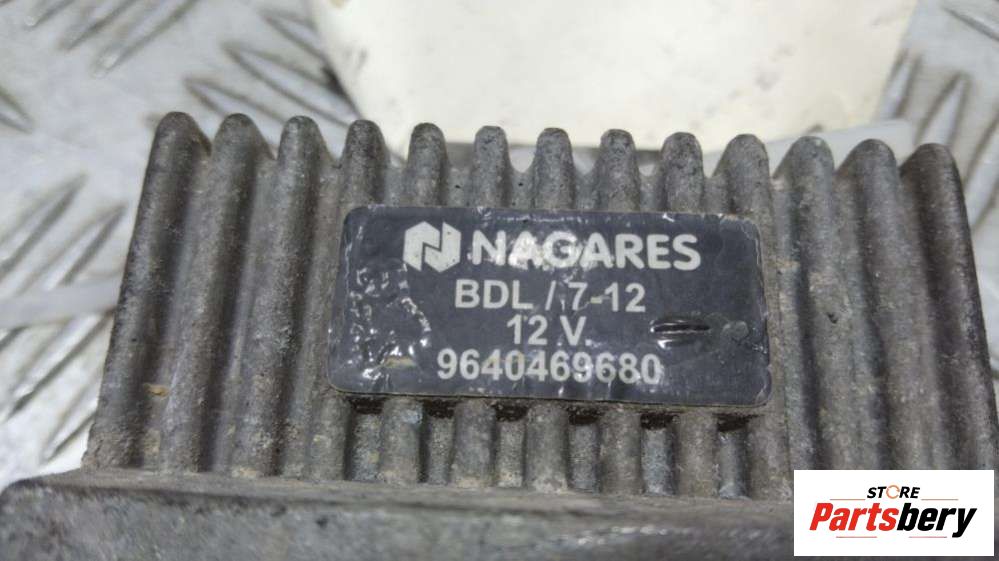 NAGARES
BDL / 7-12
12 V.
9640469680
STORE
Partsbery